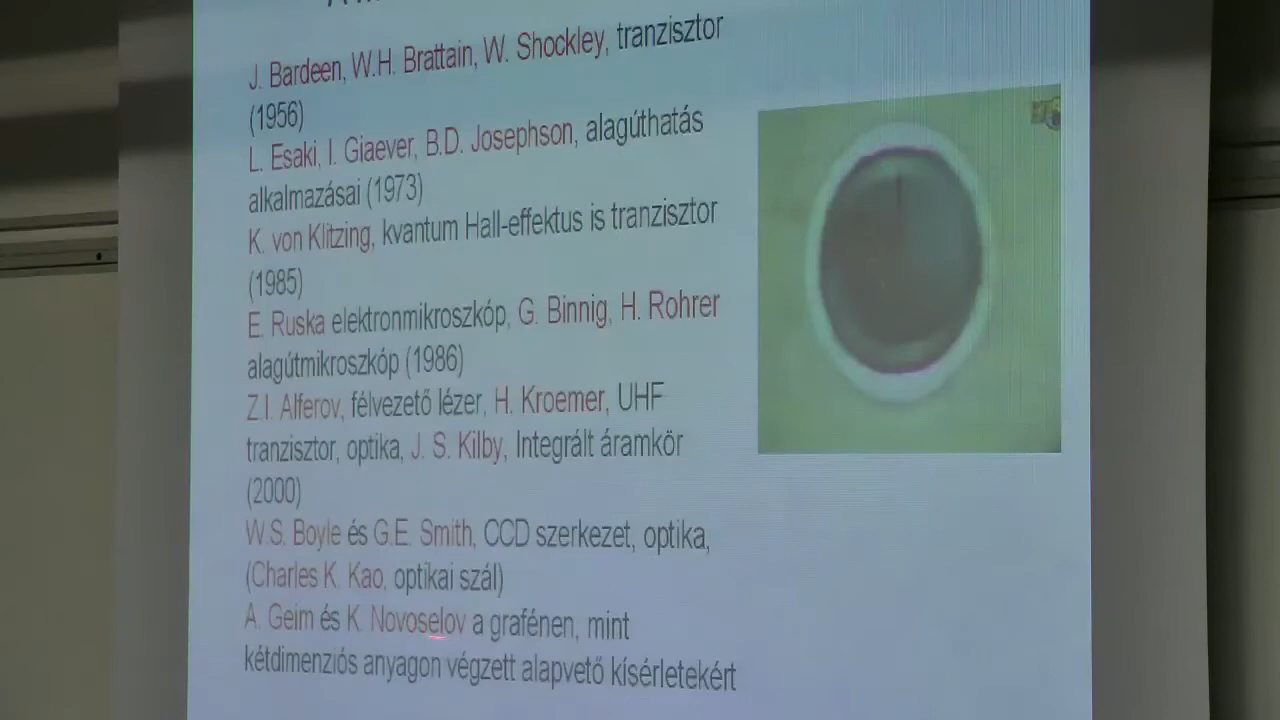 J. Bardeen, W.H. Brattain, W. Shockley, tranzisztor
(1956)
L. Esaki, I. Giaever, B.D. Josephson, alagúthatás
alkalmazásai (1973)
K. von Klitzing, kvantum Hall-effektus is tranzisztor
(1985)
E. Ruska elektronmikroszkóp, G. Binnig, H. Rohrer
alagútmikroszkóp (1986)
Z.I. Alferov, félvezető lézer, H. Kroemer, UHF
tranzisztor, optika, J. S. Kilby, Integrált áramkör
(2000)
W.S. Boyle és G.E. Smith, CCD szerkezet, optika,
(Charles K. Kao, optikai szál)
A. Geim és K. Novoselov a grafénen, mint
kétdimenziós anyagon végzett alapvető kísérletekért